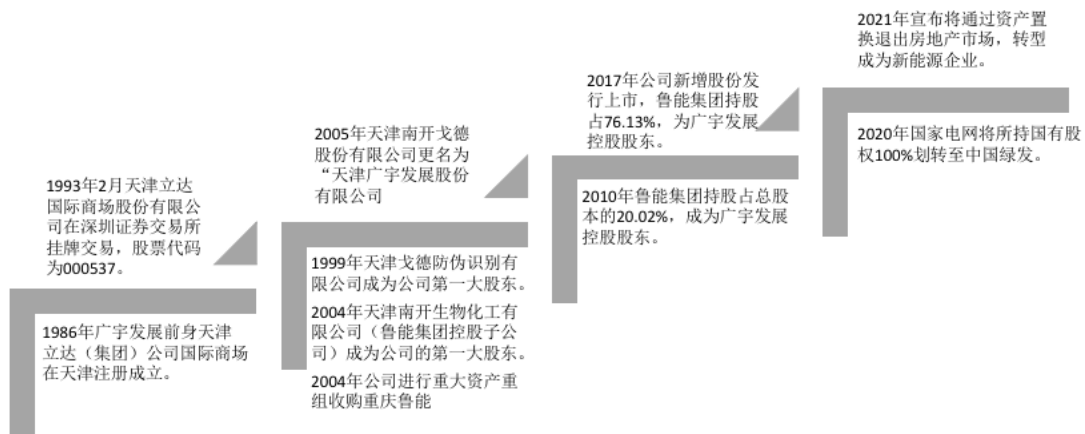 1993年2月天津立达
国际商场股份有限公
司在深圳证券交易所
挂牌交易，股票代码
为000537。
1986年广宇发展前身天津
立达（集团）公司国际商场
在天津注册成立。
2005年天津南开戈德
股份有限公司更名为
“天津广宇发展股份
有限公司
1999年天津戈德防伪识别有
限公司成为公司第一大股东。
2004年天津南开生物化工有
限公司（鲁能集团控股子公
司）成为公司的第一大股东。
2004年公司进行重大资产重
组收购重庆鲁能
2017年公司新增股份发
行上市，鲁能集团持股
占76.13%，为广宇发展
控股股东。
2010年鲁能集团持股占总股
本的20.02%，成为广宇发展
控股股东。
2021年宣布将通过资产置
换退出房地产市场，转型
成为新能源企业。
2020年国家电网将所持国有股
权100%划转至中国绿发。